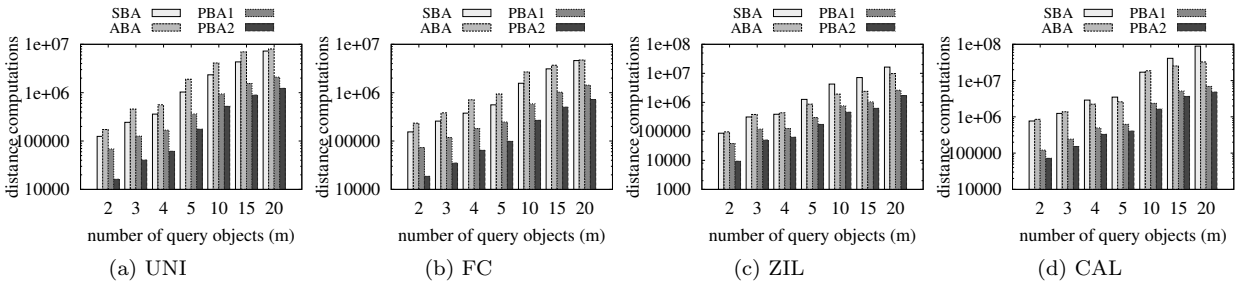 SBA PBA1
ABA PBA2
1e+07
1e+06
100000
10000
distance computations
2 3 4 5 10 15 20
number of query objects (m)
(a) UNI
SBA PBA1
ABA PBA2
1e+07
1e+06
100000
10000
distance computations
2 3 4 5 10 15 20
number of query objects (m)
(b) FC
SBA PBA1
ABA PBA2
1e+08
1e+07
1e+06
100000
10000
1000
distance computations
2 3 4 5 10 15 20
number of query objects (m)
(c) ZIL
SBA PBA1
ABA PBA2
1e+08
1e+07
1e+06
100000
10000
distance computations
2 3 4 5 10 15 20
number of query objects (m)
(d) CAL